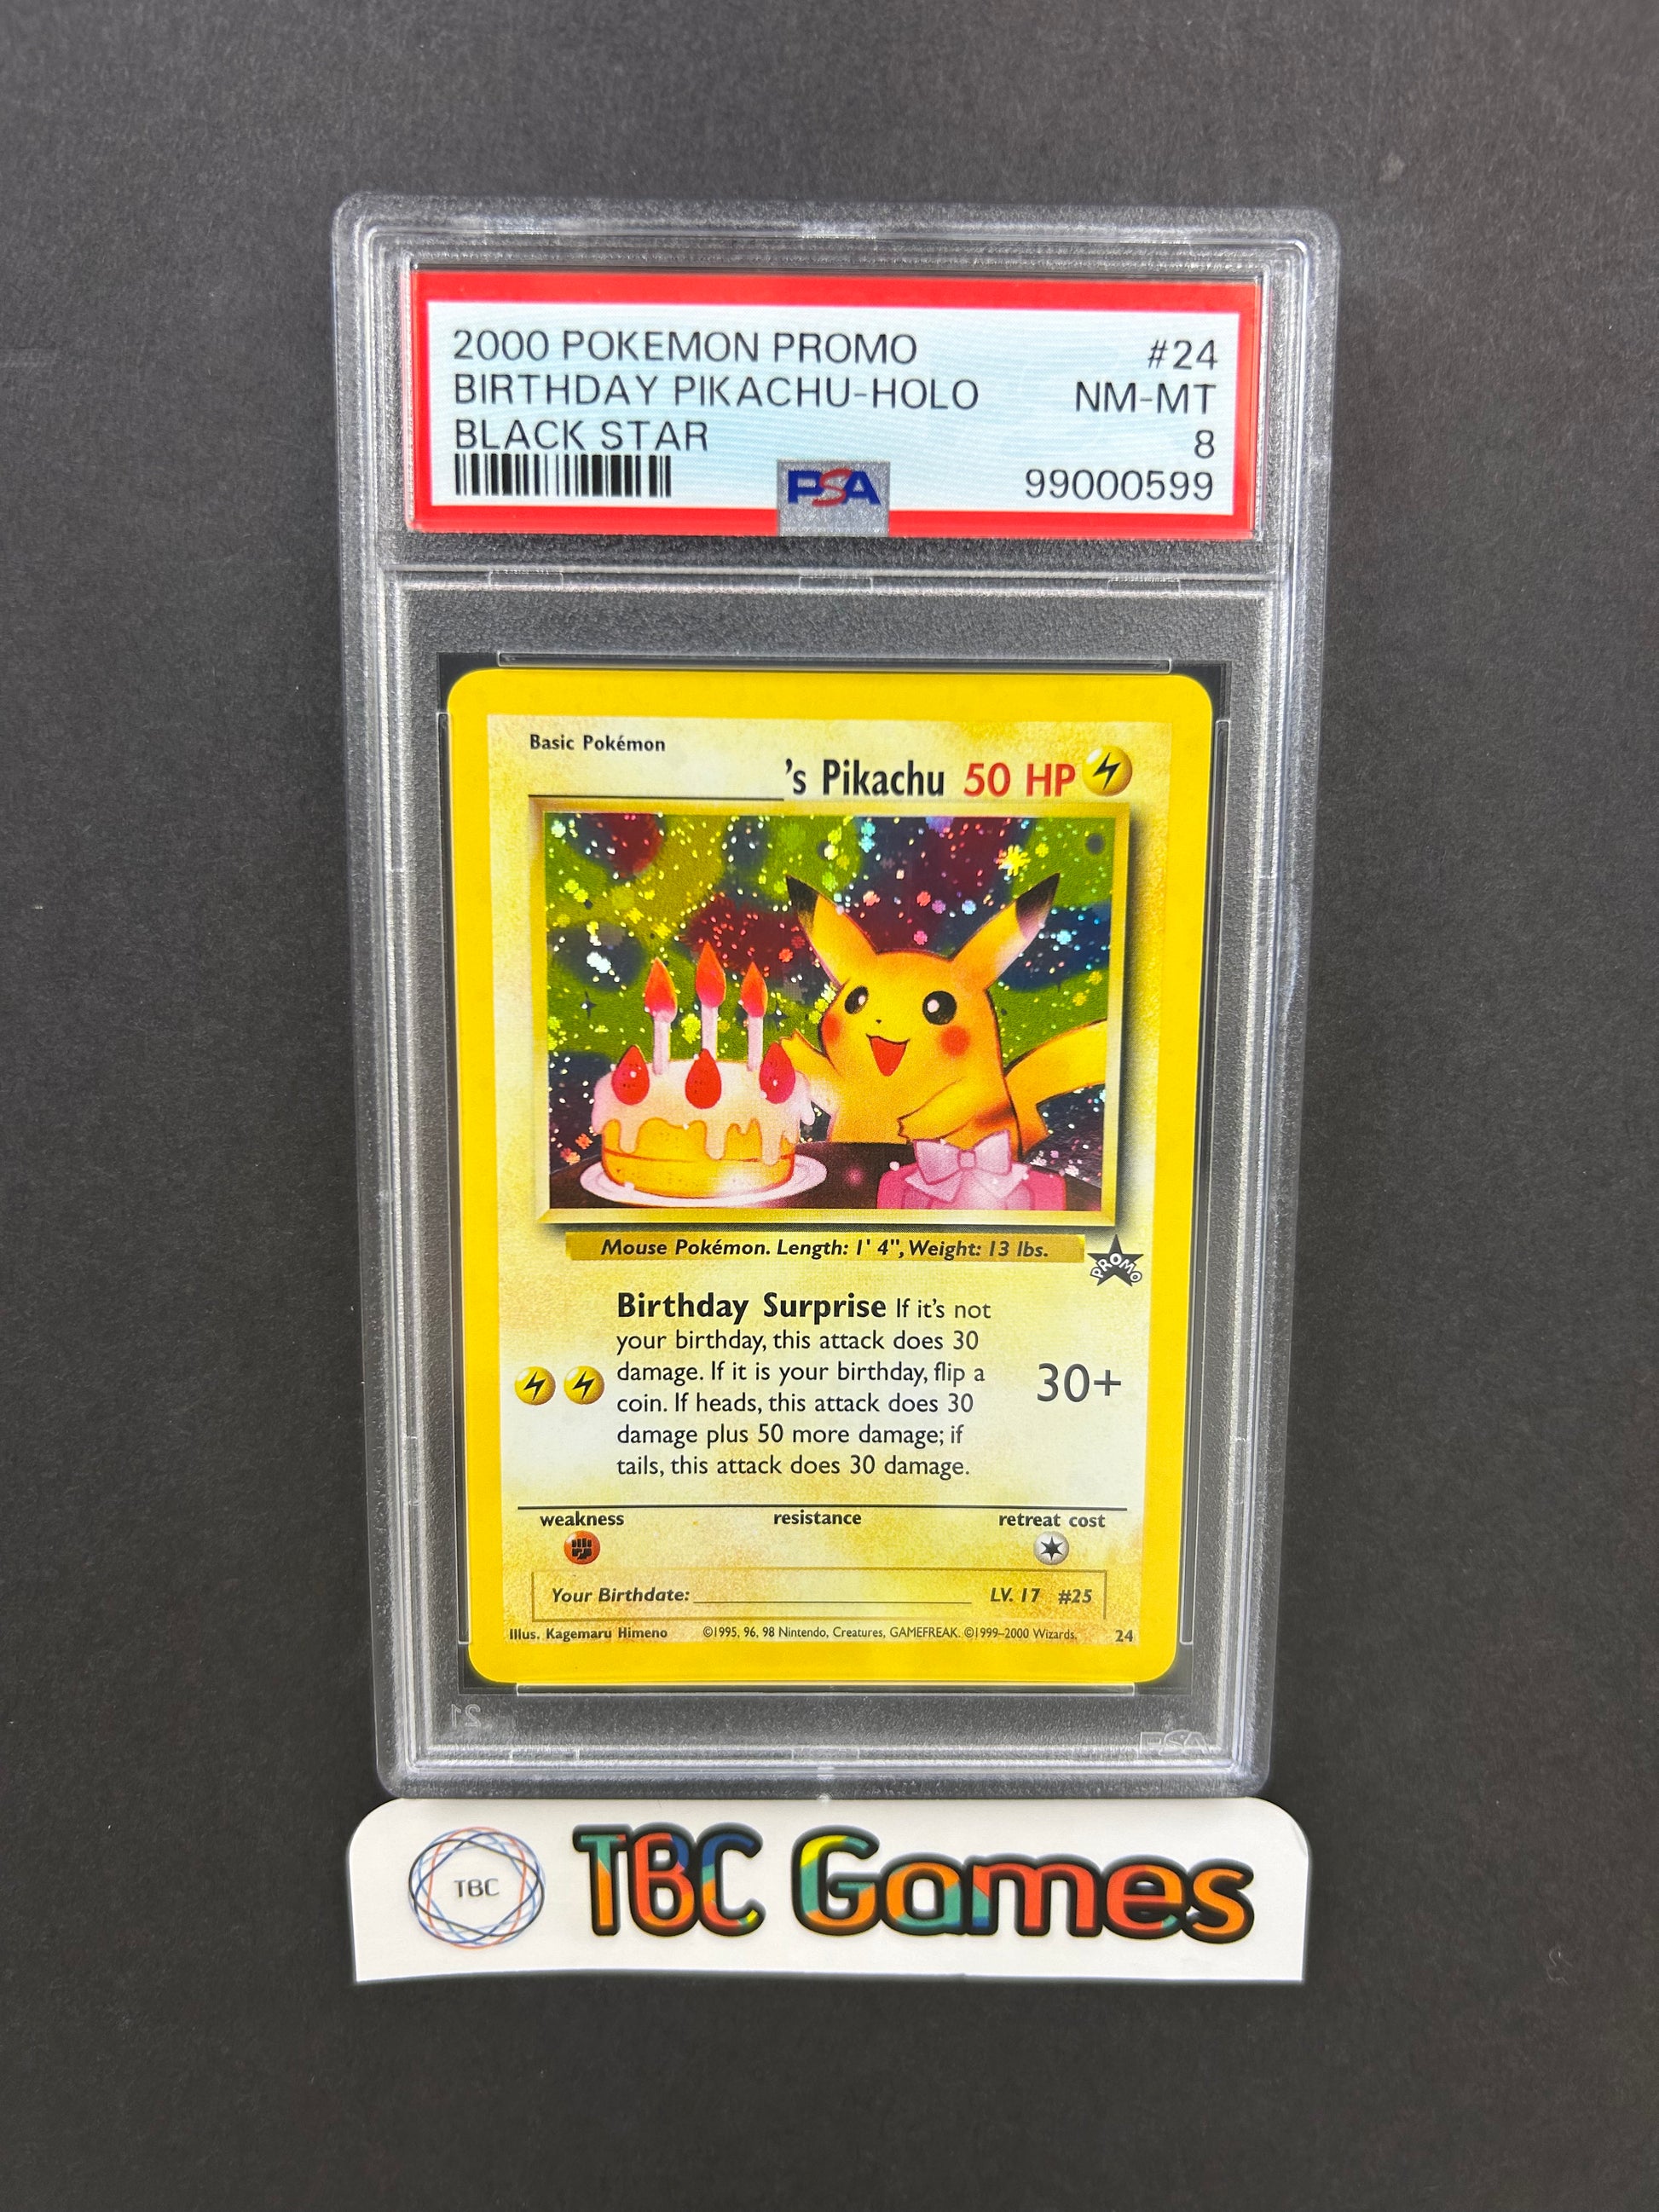 2000 POKEMON PROMO #24
BIRTHDAY PIKACHU-HOLO NM-MT
BLACK STAR 8
PSA 99000599
Basic Pokémon
's Pikachu 50 HP
Mouse Pokémon. Length: 1' 4", Weight: 13 lbs.
PROMO
Birthday Surprise If it's not
your birthday, this attack does 30
damage. If it is your birthday, flip a
coin. If heads, this attack does 30
damage plus 50 more damage; if
tails, this attack does 30 damage.
30+
weakness resistance retreat cost
Your Birthdate: LV. 17 #25
Illus. Kagemaru Himeno ©1995, 96, 98 Nintendo, Creatures, GAMEFREAK. ©1999–2000 Wizards. 24
21 PSA
TBC TBC Games